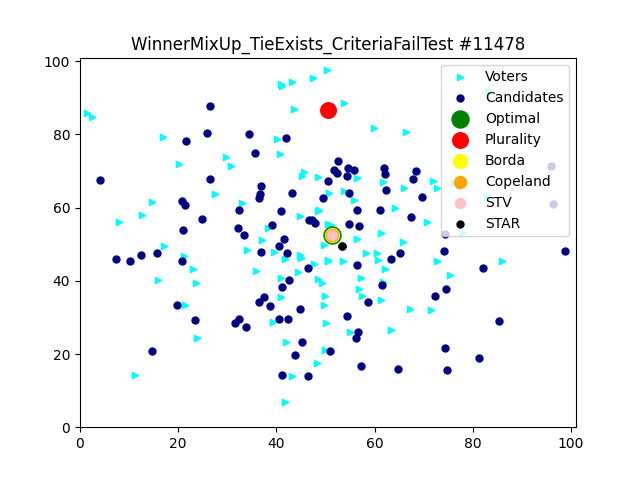 WinnerMixUp_TieExists_CriteriaFailTest #11478
100
80
60
40
20
0
0 20 40 60 80 100
Voters
Candidates
Optimal
Plurality
Borda
Copeland
STV
STAR